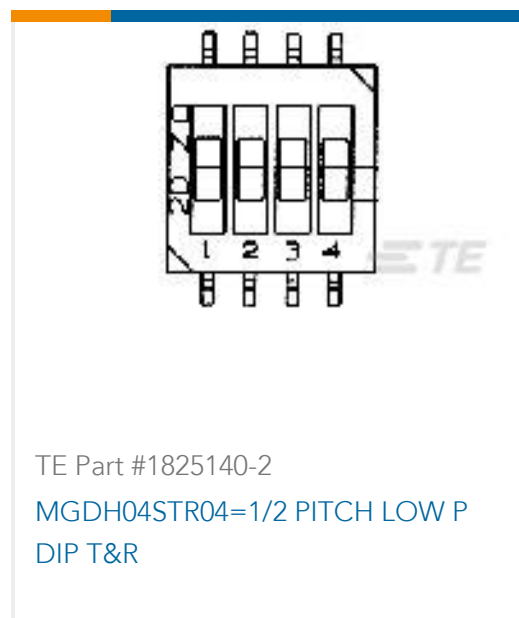 1 2 3 4
TE
TE Part #1825140-2
MGDH04STR04=1/2 PITCH LOW P
DIP T&R